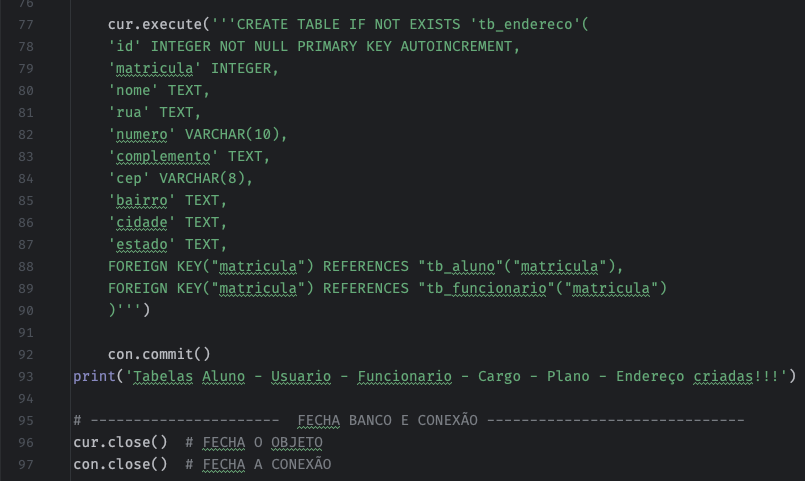 76
77 cur.execute('''CREATE TABLE IF NOT EXISTS 'tb_endereco'(
78 'id' INTEGER NOT NULL PRIMARY KEY AUTOINCREMENT,
79 'matricula' INTEGER,
80 'nome' TEXT,
81 'rua' TEXT,
82 'numero' VARCHAR(10),
83 'complemento' TEXT,
84 'cep' VARCHAR(8),
85 'bairro' TEXT,
86 'cidade' TEXT,
87 'estado' TEXT,
88 FOREIGN KEY("matricula") REFERENCES "tb_aluno"("matricula"),
89 FOREIGN KEY("matricula") REFERENCES "tb_funcionario"("matricula")
90 )''')
91
92 con.commit()
93 print('Tabelas Aluno - Usuario - Funcionario - Cargo - Plano - Endereço criadas!!!')
94
95 # ---------------------- FECHA BANCO E CONEXÃO ------------------------------
96 cur.close() # FECHA O OBJETO
97 con.close() # FECHA A CONEXÃO